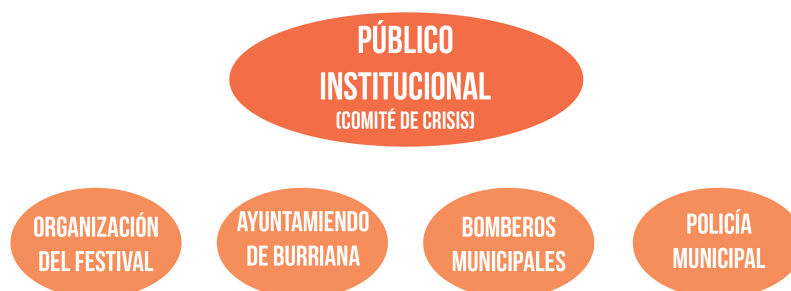 PÚBLICO
INSTITUCIONAL
(COMITÉ DE CRISIS)
ORGANIZACIÓN
DEL FESTIVAL
AYUNTAMIENDO
DE BURRIANA
BOMBEROS
MUNICIPALES
POLICÍA
MUNICIPAL